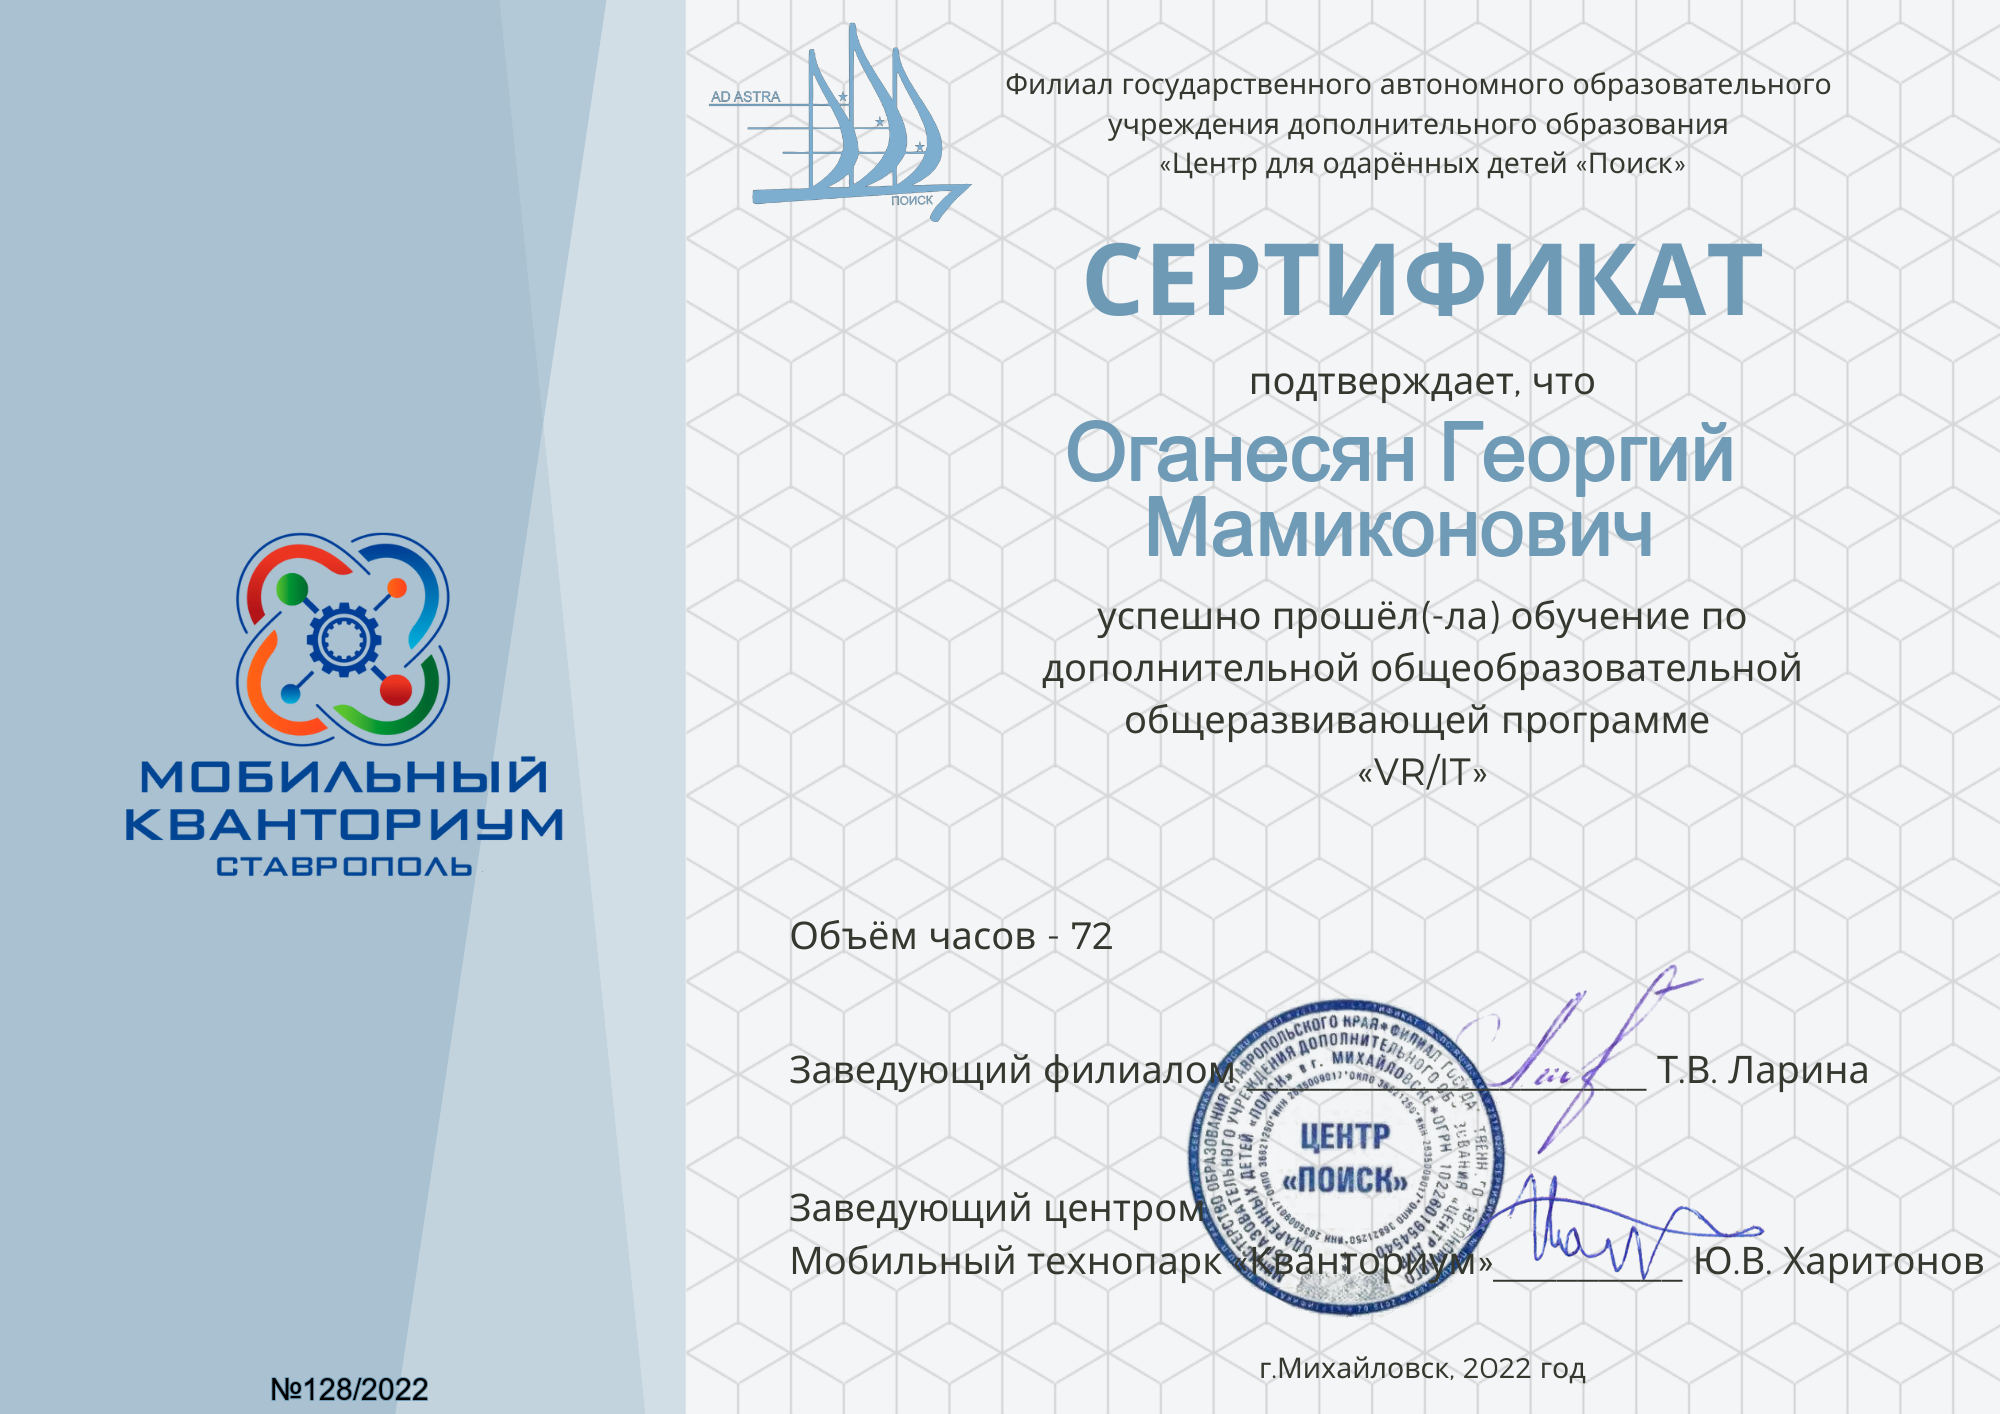 AD ASTRA
ПОИСК
Филиал государственного автономного образовательного
учреждения дополнительного образования
«Центр для одарённых детей «Поиск»
СЕРТИФИКАТ
подтверждает, что
Оганесян Георгий
Мамиконович
успешно прошёл(-ла) обучение по
дополнительной общеобразовательной
общеразвивающей программе
«VR/IT»
МОБИЛЬНЫЙ
КВАНТОРИУМ
СТАВРОПОЛЬ
Объём часов - 72
Заведующий филиалом Т.В. Ларина
ЦЕНТР
«ПОИСК»
Заведующий центром
Мобильный технопарк «Кванториум»__________ Ю.В. Харитонов
г.Михайловск, 2022 год
№128/2022